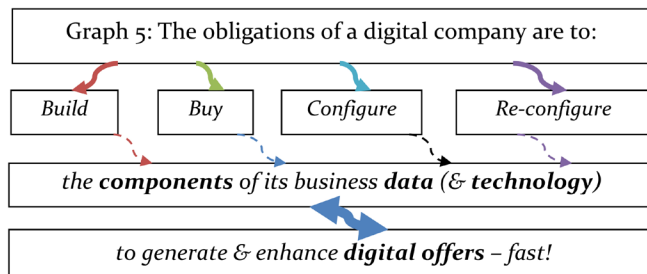 Graph 5: The obligations of a digital company are to:
Build Buy Configure Re-configure
the components of its business data (& technology)
to generate & enhance digital offers – fast!